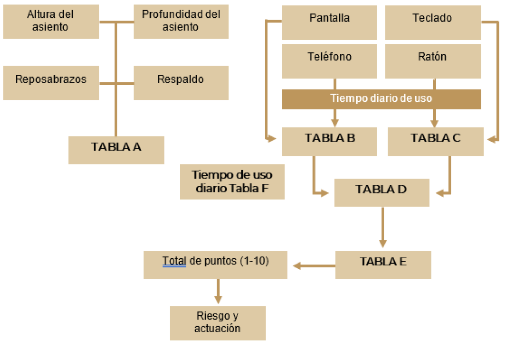 Altura del
asiento
Profundidad del
asiento
Pantalla
Teclado
Reposabrazos
Respaldo
Teléfono
Ratón
Tiempo diario de uso
TABLA A
TABLA B
TABLA C
Tiempo de uso
diario Tabla F
TABLA D
Total de puntos (1-10)
TABLA E
Riesgo y
actuación